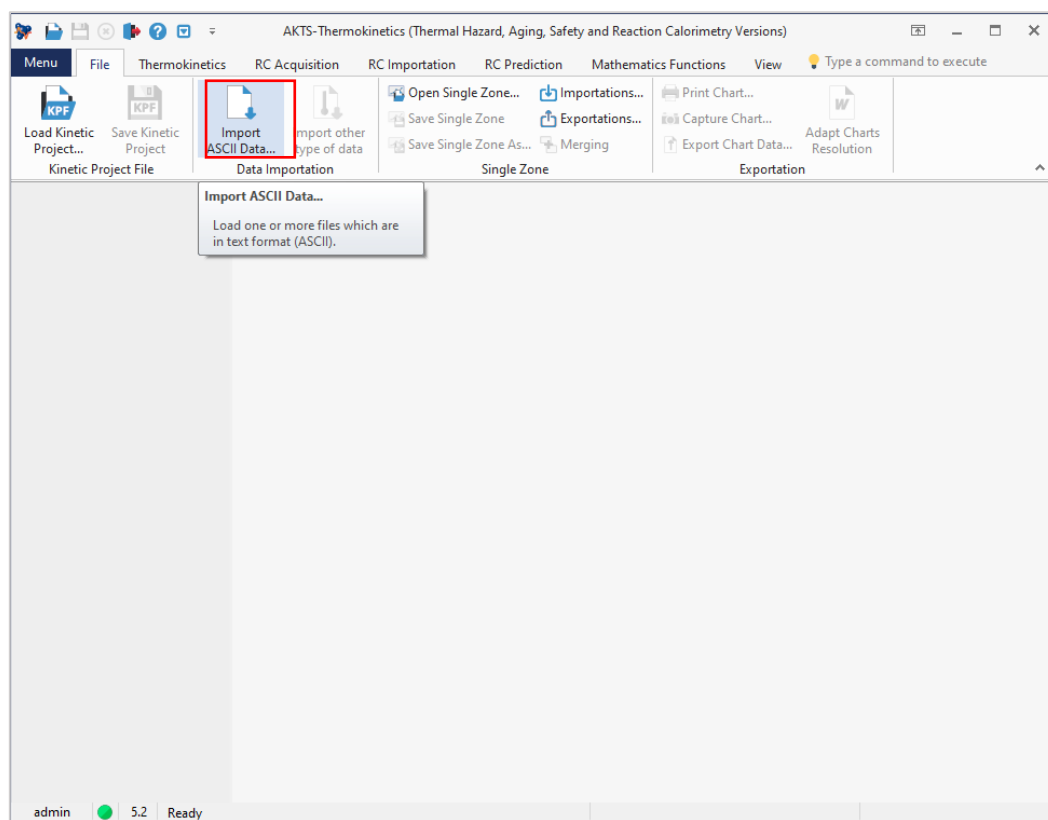 AKTS-Thermokinetics (Thermal Hazard, Aging, Safety and Reaction Calorimetry Versions)
Menu File Thermokinetics RC Acquisition RC Importation RC Prediction Mathematics Functions View Type a command to execute
KPF
Load Kinetic
Project...
KPF
Save Kinetic
Project
Kinetic Project File
Import
ASCII Data...
mport other
type of data
Data Importation
Open Single Zone...
Save Single Zone
Save Single Zone As...
Importations...
Exportations...
Merging
Single Zone
Print Chart...
Capture Chart...
Export Chart Data...
W
Adapt Charts
Resolution
Exportation
Import ASCII Data...
Load one or more files which are
in text format (ASCII).
admin 5.2 Ready